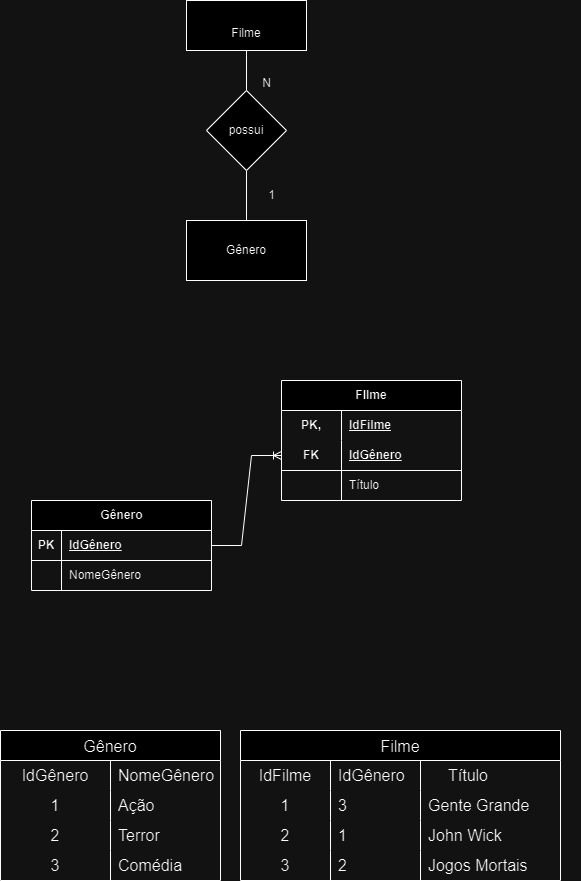 Filme
N
possui
1
Gênero
FIlme
PK, IdFilme
FK IdGênero
Título
Gênero
PK IdGênero
NomeGênero
Gênero
IdGênero NomeGênero
1 Ação
2 Terror
3 Comédia
Filme
IdFilme IdGênero Título
1 3 Gente Grande
2 1 John Wick
3 2 Jogos Mortais